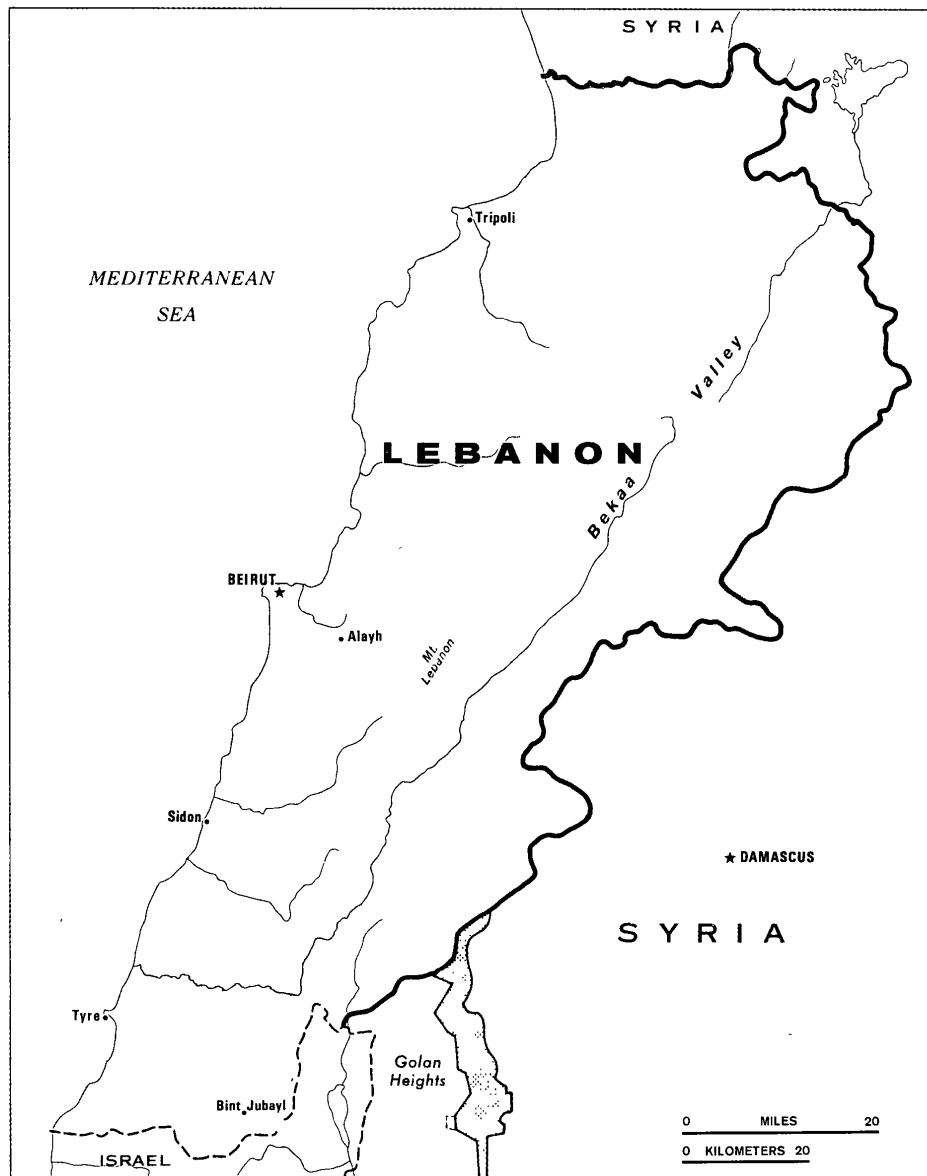 SYRIA
Tripoli
MEDITERRANEAN
SEA
Valley
LEBANON
Bekaa
BEIRUT
Alayh
Mt.
Lebanon
Sidon
DAMASCUS
SYRIA
Tyre
Golan
Heights
Bint Jubayl
0 MILES 20
0 KILOMETERS 20
ISRAEL